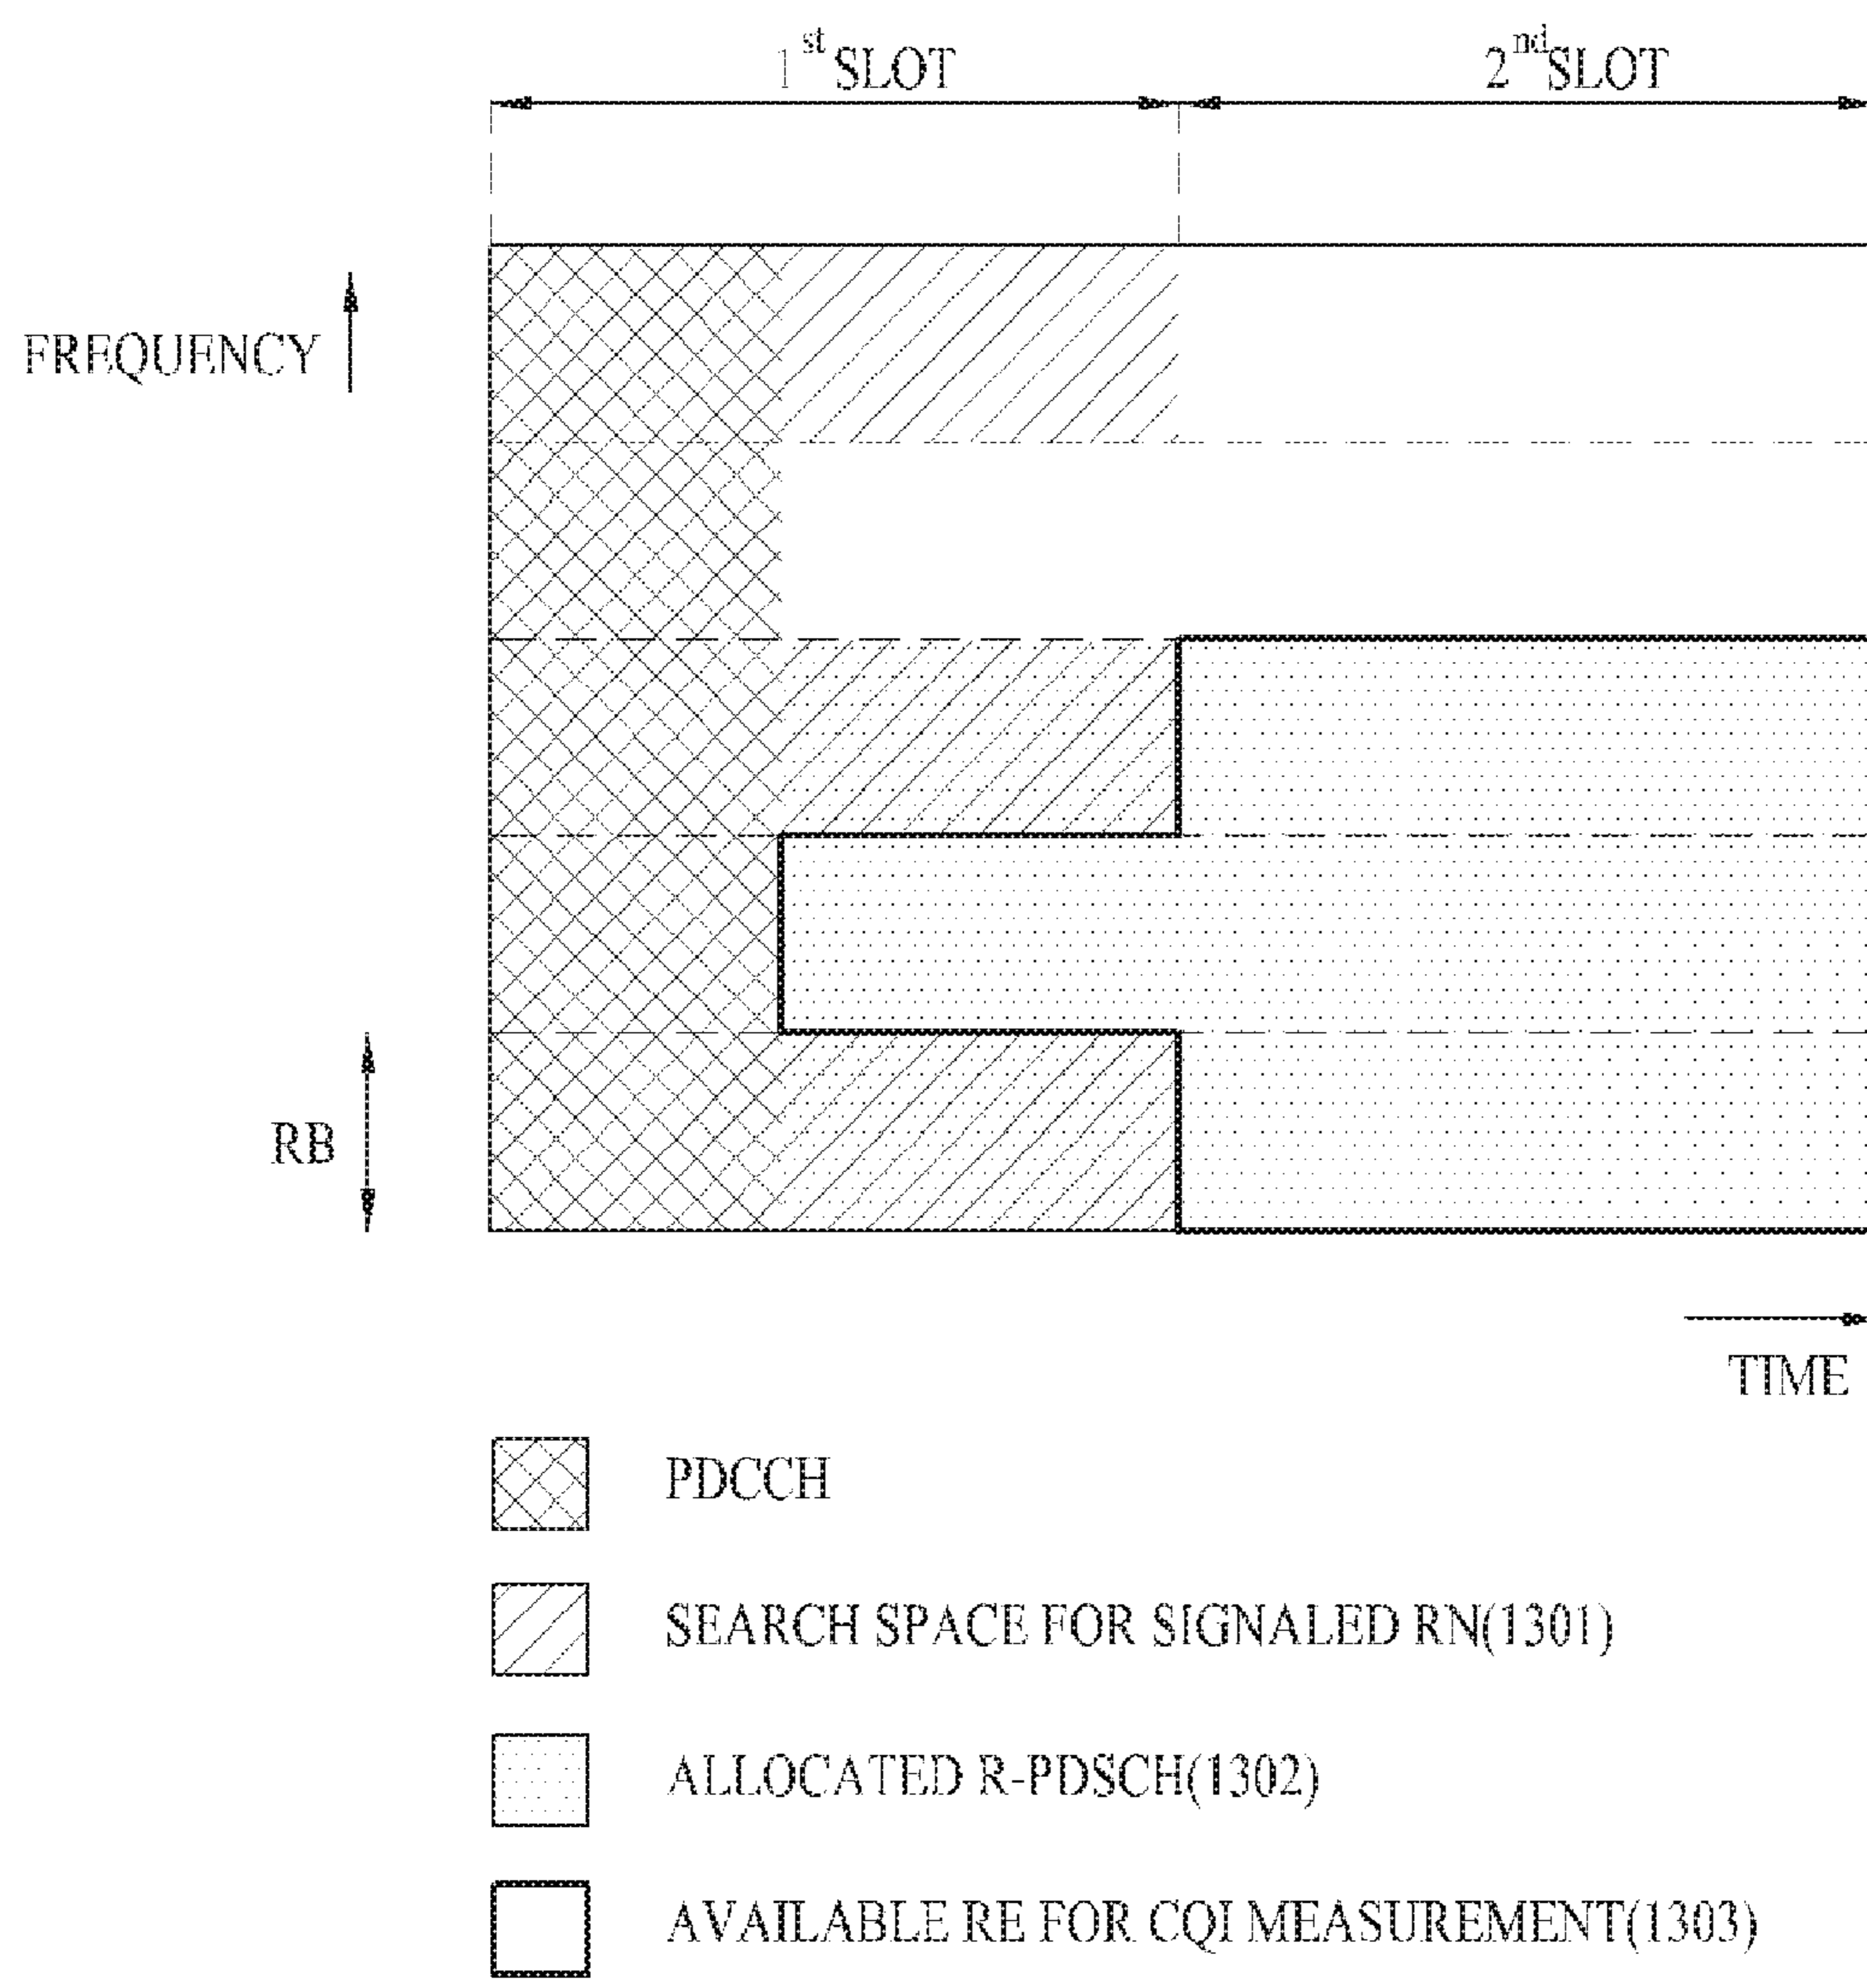 1st SLOT
2nd SLOT
FREQUENCY
RB
TIME
PDCCH
SEARCH SPACE FOR SIGNALED RN(1301)
ALLOCATED R-PDSCH(1302)
AVAILABLE RE FOR CQI MEASUREMENT(1303)